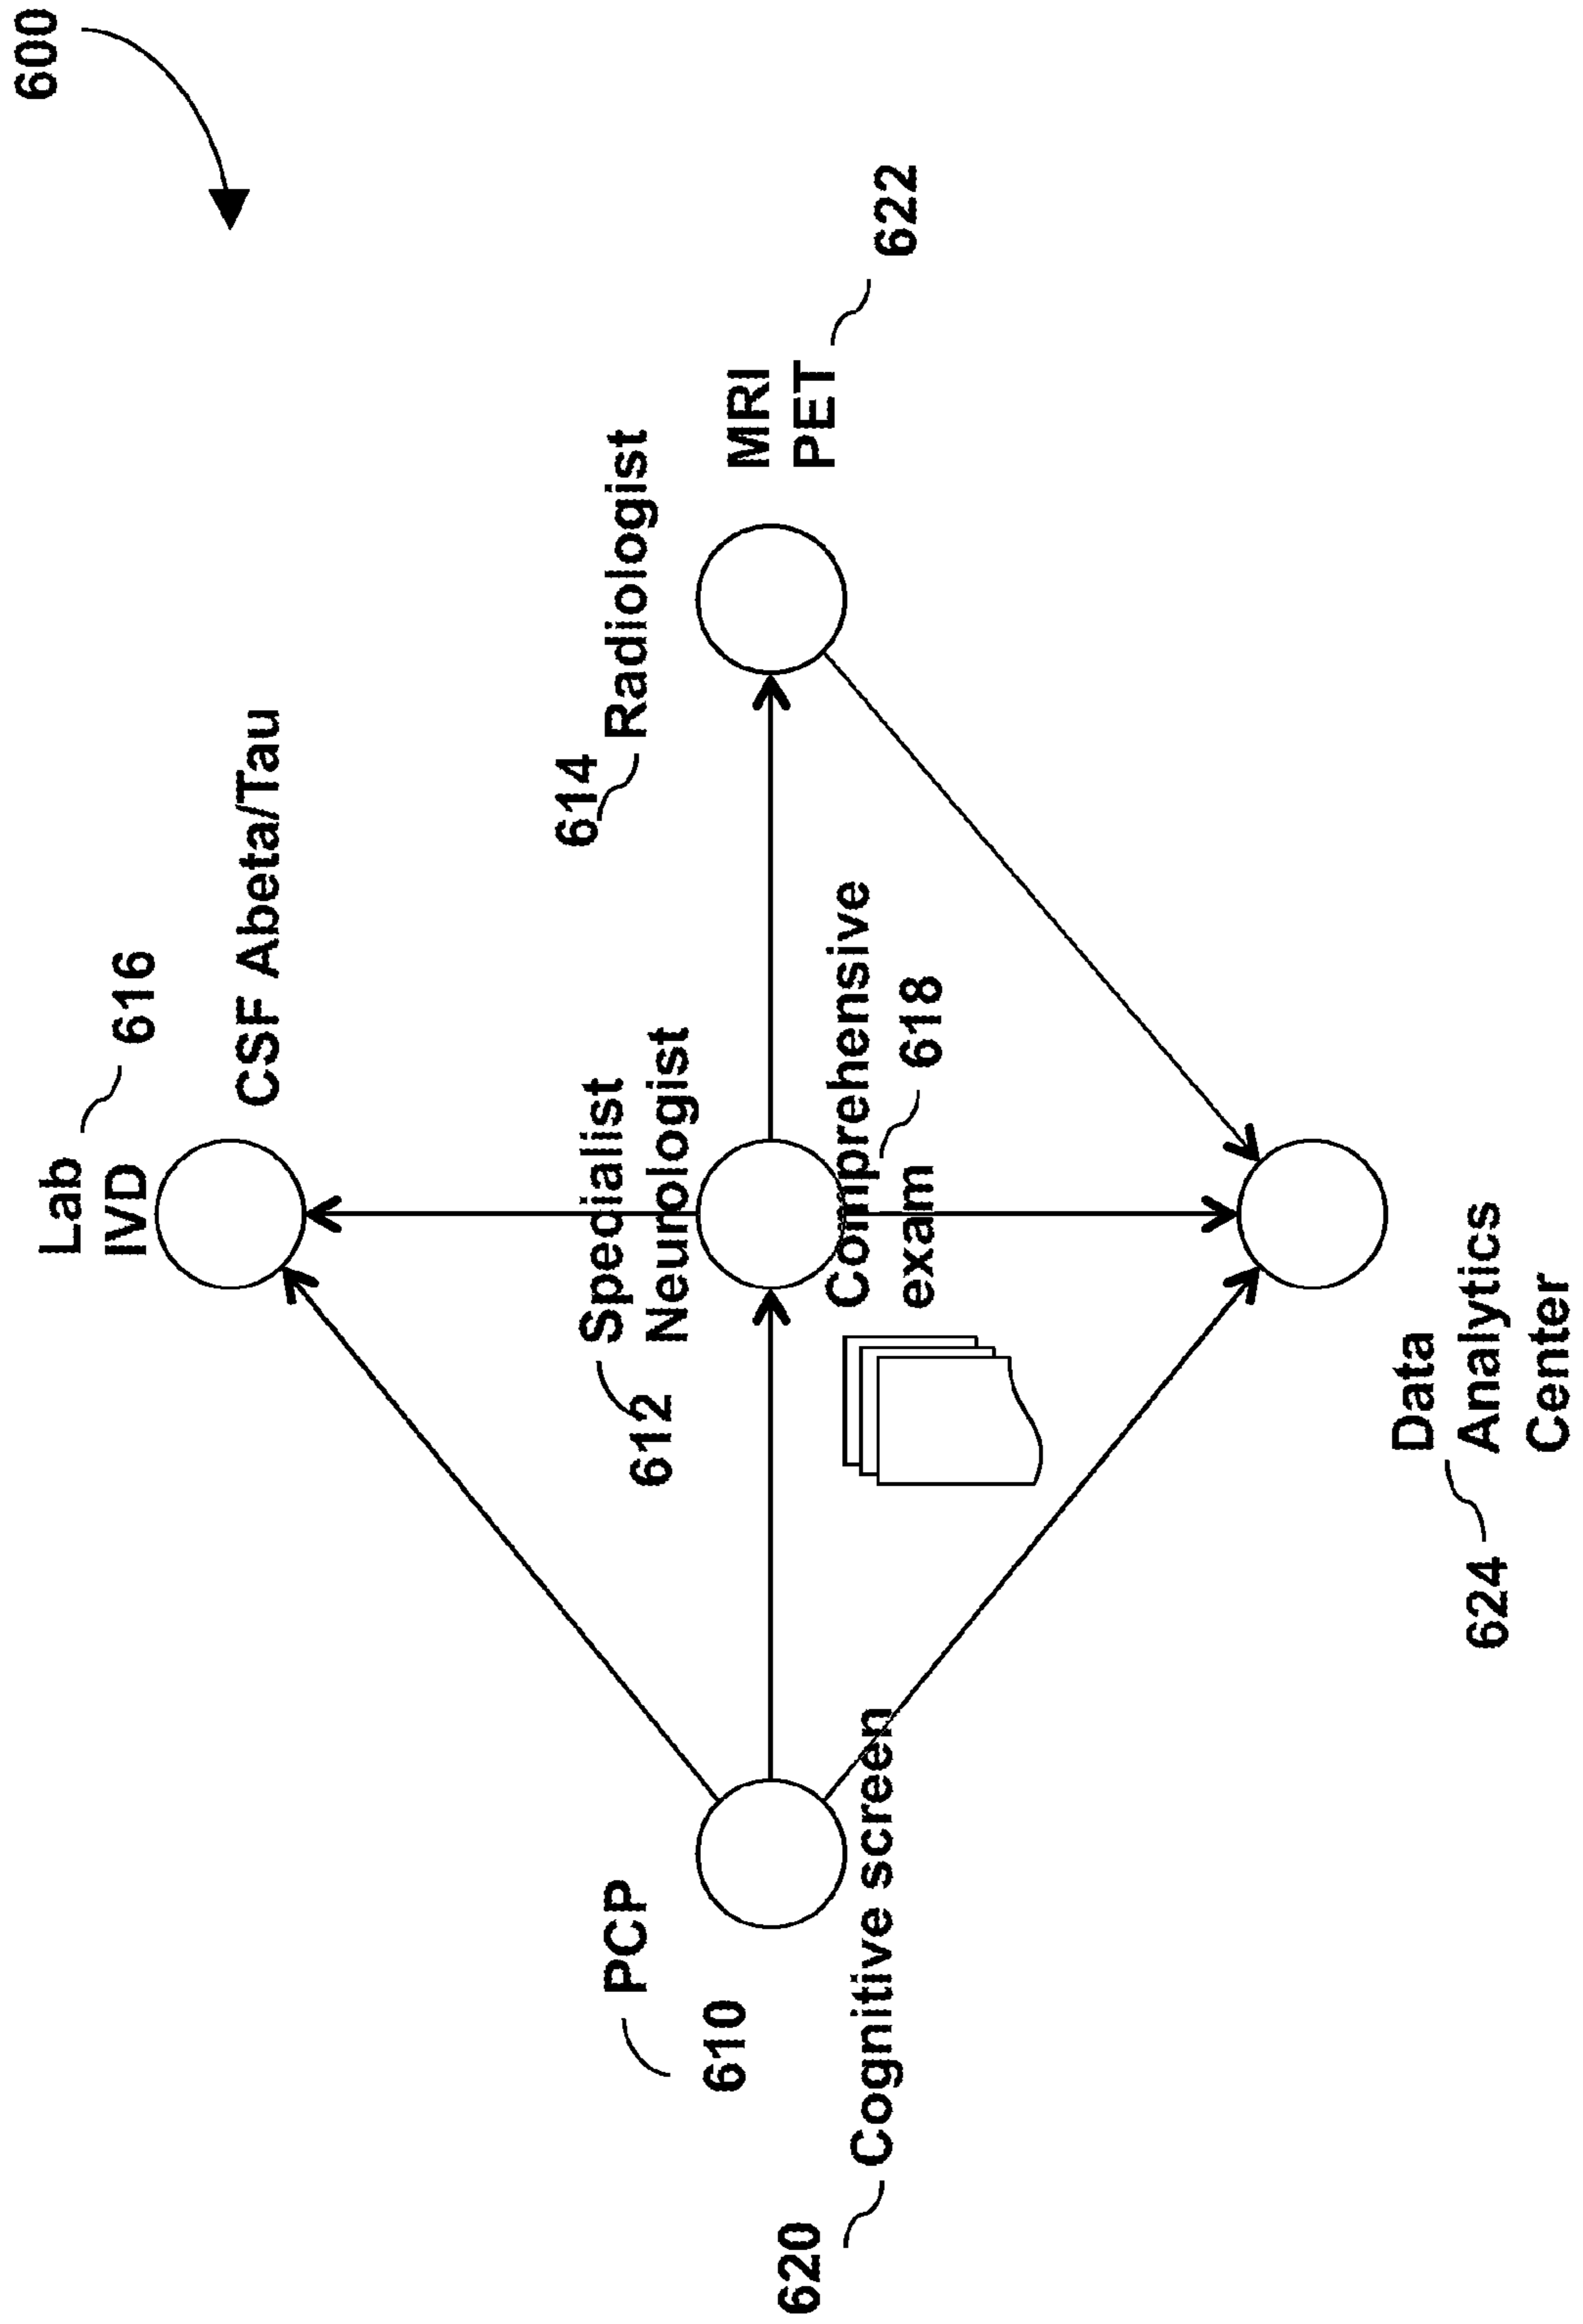 600
Lab
IVD
616
CSF Abeta/Tau
612
Specialist
Neurologist
614
Radiologist
MRI
PET
622
PCP
610
Comprehensive
exam
618
620
Cognitive screen
Data
Analytics
Center
624